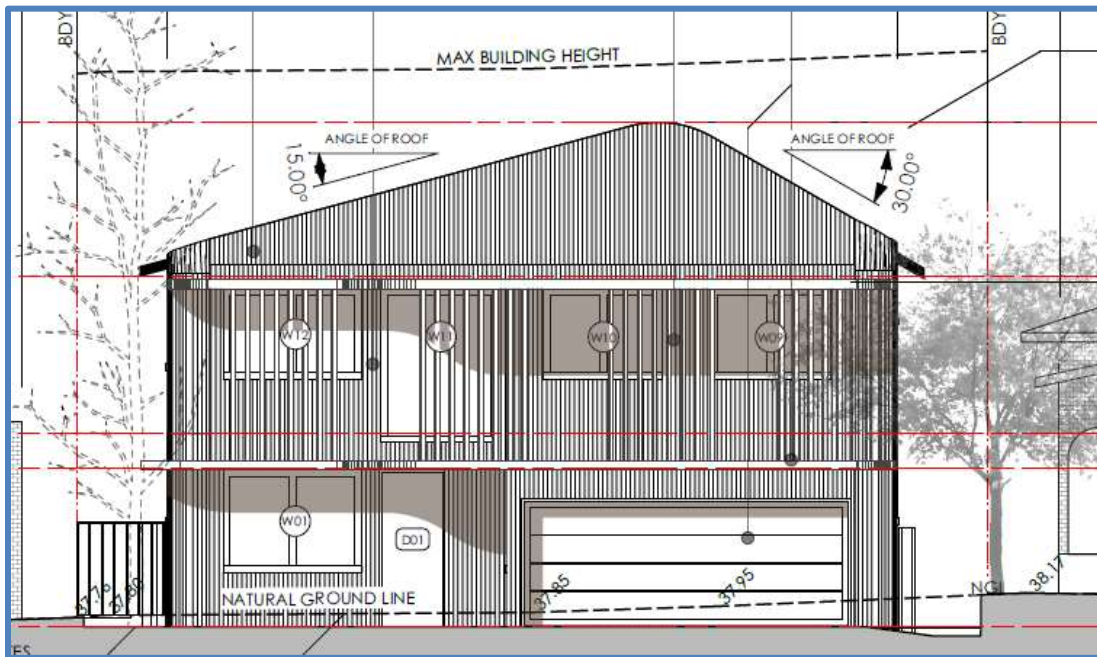 BDY
BDY
MAX BUILDING HEIGHT
ANGLE OF ROOF
15.00°
ANGLE OF ROOF
30.00°
W12
W11
W10
W09
W01
D01
37.80
37.85
37.95
38.17
NATURAL GROUND LINE
NGL